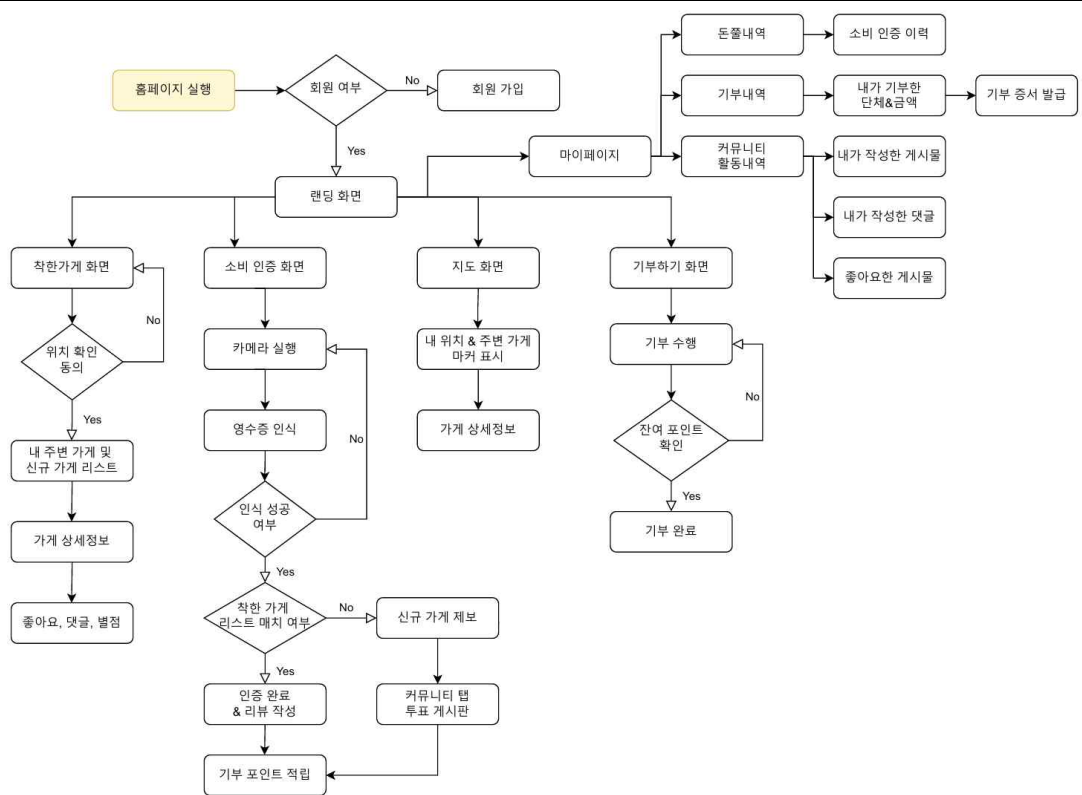 홈페이지 실행
회원 여부
No
회원 가입
Yes
랜딩 화면
마이페이지
돈쭐내역
소비 인증 이력
기부내역
내가 기부한
단체&금액
기부 증서 발급
커뮤니티
활동내역
내가 작성한 게시물
내가 작성한 댓글
좋아요한 게시물
착한가게 화면
No
위치 확인
동의
Yes
내 주변 가게 및
신규 가게 리스트
가게 상세정보
좋아요, 댓글, 별점
소비 인증 화면
카메라 실행
영수증 인식
No
인식 성공
여부
Yes
착한 가게
리스트 매치 여부
No
신규 가게 제보
Yes
인증 완료
& 리뷰 작성
커뮤니티 탭
투표 게시판
기부 포인트 적립
지도 화면
내 위치 & 주변 가게
마커 표시
가게 상세정보
기부하기 화면
기부 수행
No
잔여 포인트
확인
Yes
기부 완료